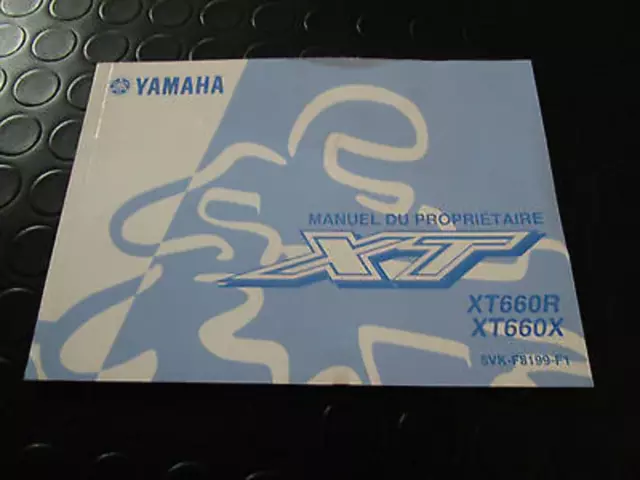 YAMAHA
MANUEL DU PROPRIETAIRE
XT
XT660R
XT660X
5VK-F8199-F1